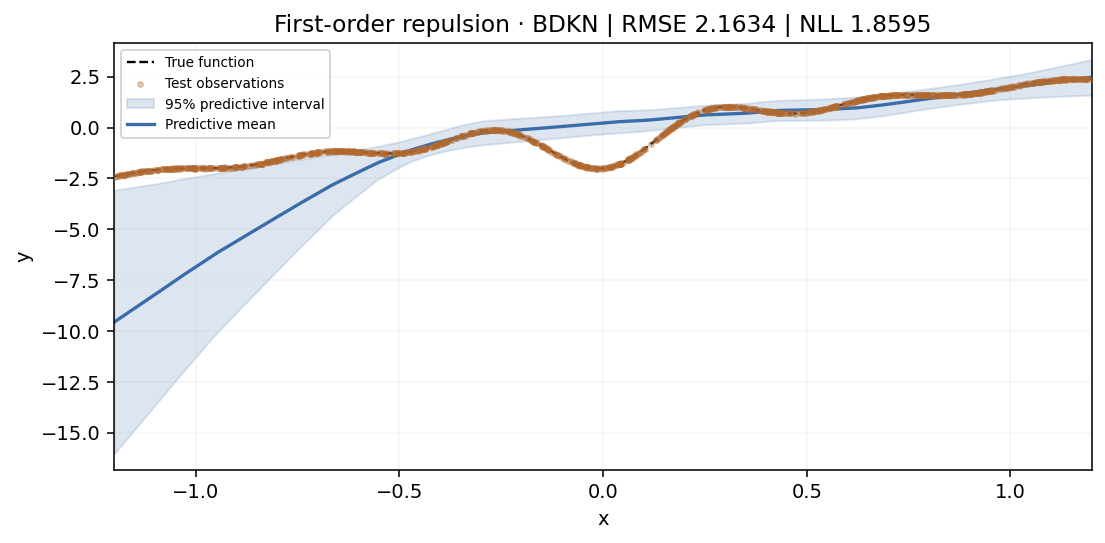 First-order repulsion · BDKN | RMSE 2.1634 | NLL 1.8595
True function
Test observations
95% predictive interval
Predictive mean
2.5
0.0
−2.5
−5.0
−7.5
−10.0
−12.5
−15.0
y
−1.0
−0.5
0.0
0.5
1.0
x